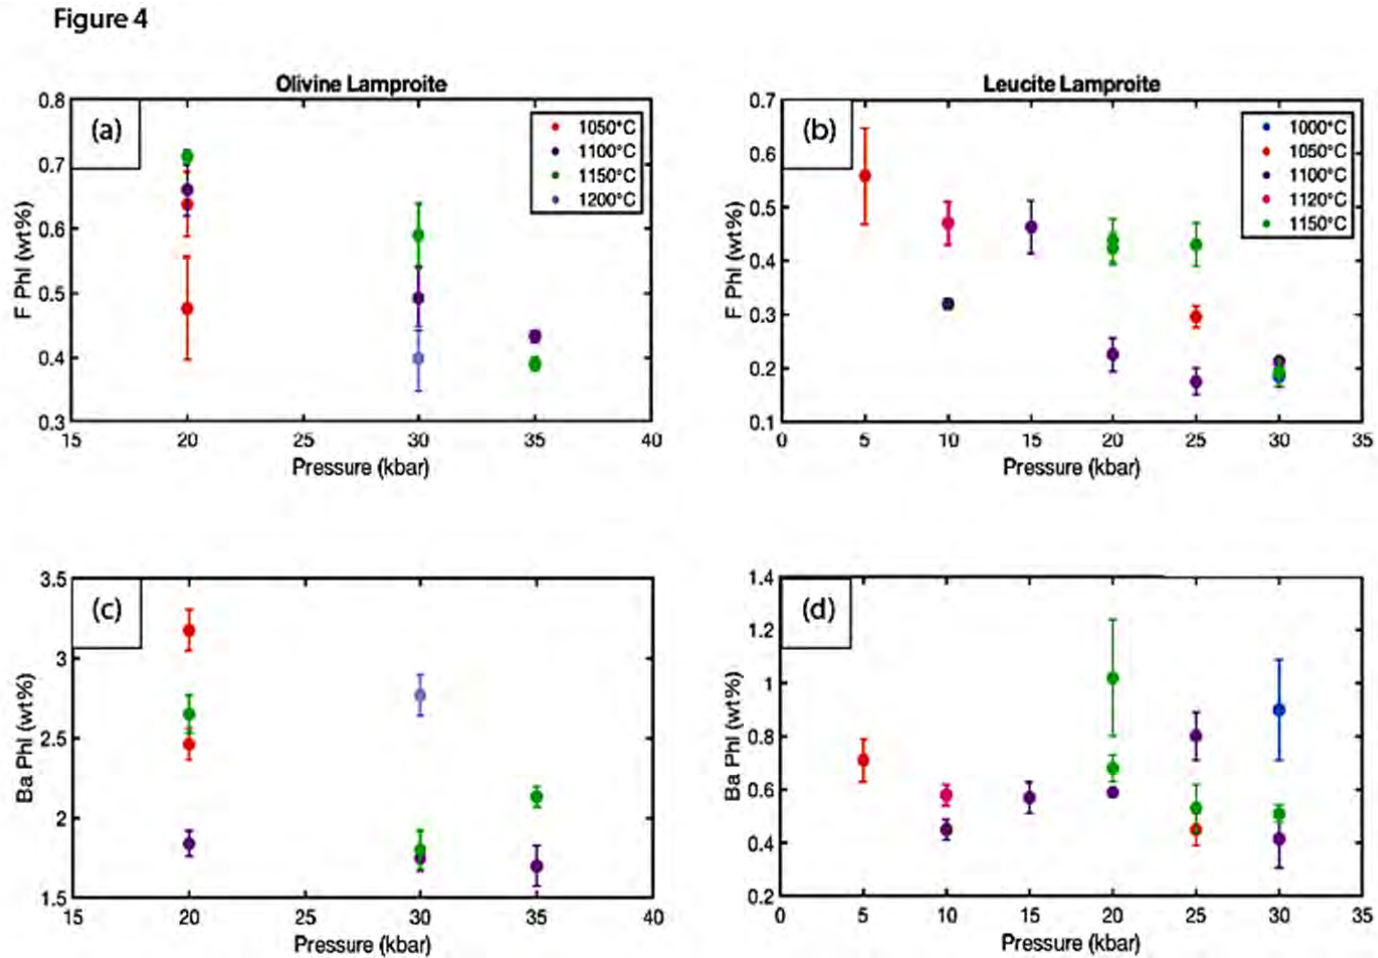 Figure 4
Olivine Lamproite
(a)
1050°C
1100°C
1150°C
1200°C
0.8
0.7
0.6
0.5
0.4
0.3
F Phl (wt%)
15 20 25 30 35 40
Pressure (kbar)
Leucite Lamproite
(b)
1000°C
1050°C
1100°C
1120°C
1150°C
0.7
0.6
0.5
0.4
0.3
0.2
0.1
F Phl (wt%)
0 5 10 15 20 25 30 35
Pressure (kbar)
(c)
3.5
3
2.5
2
1.5
Ba Phl (wt%)
15 20 25 30 35 40
Pressure (kbar)
(d)
1.4
1.2
1
0.8
0.6
0.4
0.2
Ba Phl (wt%)
0 5 10 15 20 25 30 35
Pressure (kbar)